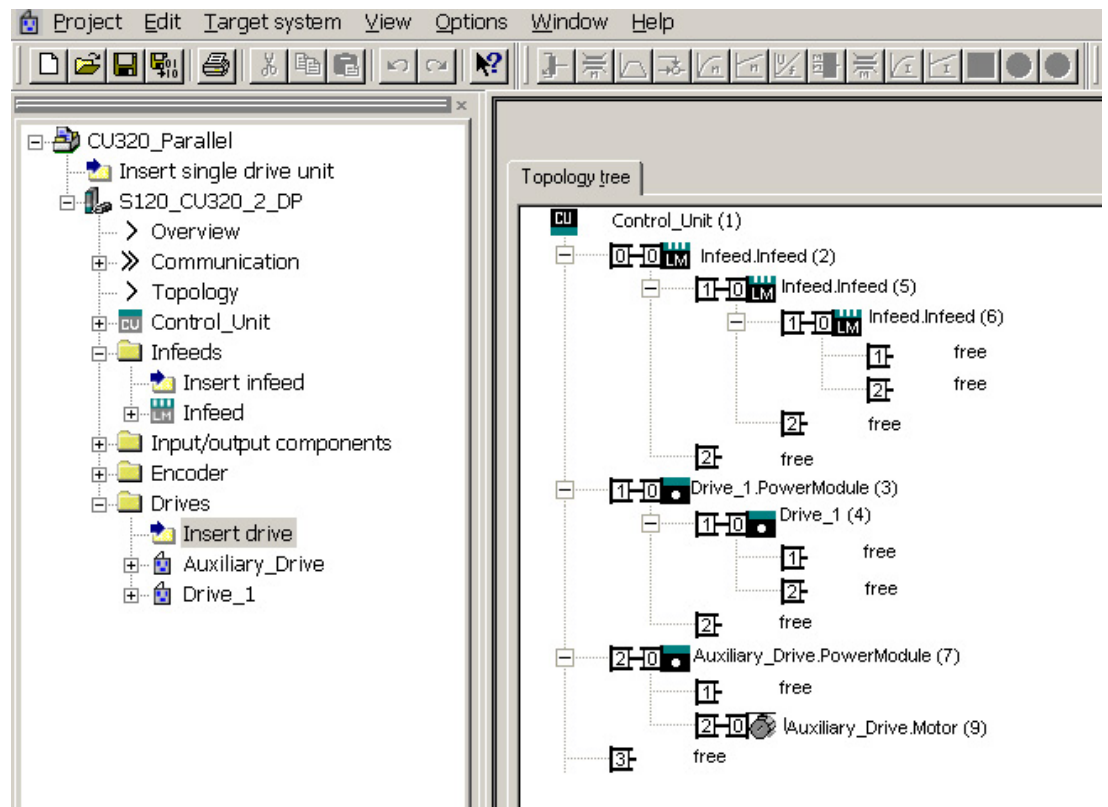 Project Edit Target system View Options Window Help
CU320_Parallel
Insert single drive unit
S120_CU320_2_DP
Overview
Communication
Topology
CU Control_Unit
Infeeds
Insert infeed
LM Infeed
Input/output components
Encoder
Drives
Insert drive
Auxiliary_Drive
Drive_1
Topology tree
CU Control_Unit (1)
0 0 LM Infeed.Infeed (2)
1 0 LM Infeed.Infeed (5)
1 0 LM Infeed.Infeed (6)
1 free
2 free
2 free
2 free
1 0 Drive_1.PowerModule (3)
1 0 Drive_1 (4)
1 free
2 free
2 free
2 0 Auxiliary_Drive.PowerModule (7)
1 free
2 0 Auxiliary_Drive.Motor (9)
3 free